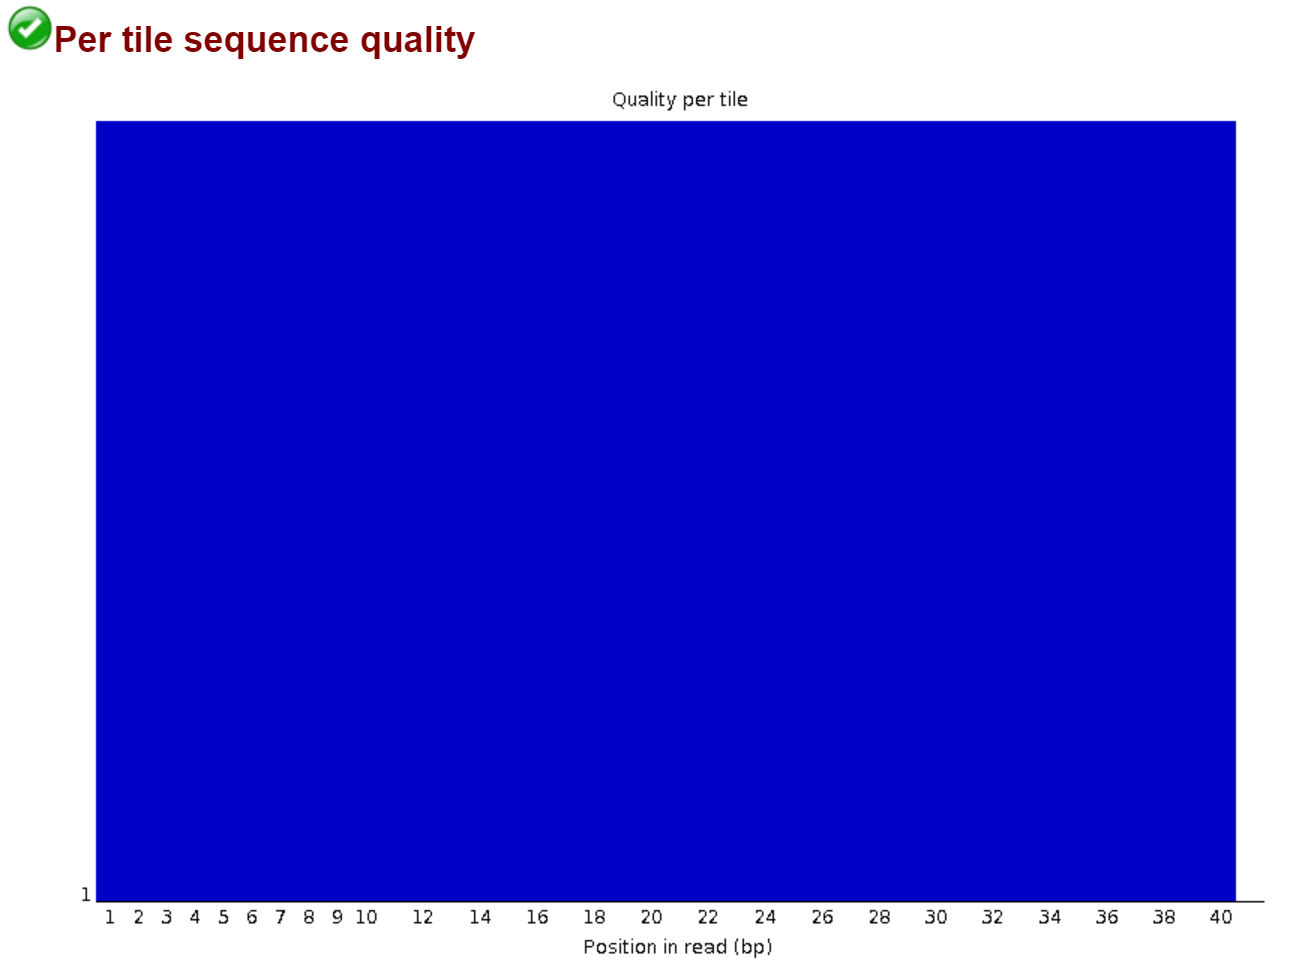 Per tile sequence quality
Quality per tile
1
1 2 3 4 5 6 7 8 9 10 12 14 16 18 20 22 24 26 28 30 32 34 36 38 40
Position in read (bp)